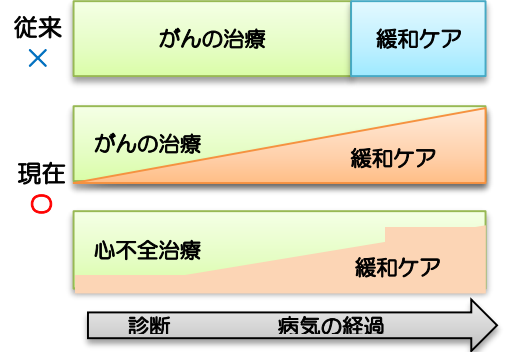 従来
×
がんの治療
緩和ケア
現在
○
がんの治療
緩和ケア
心不全治療
緩和ケア
診断
病気の経過